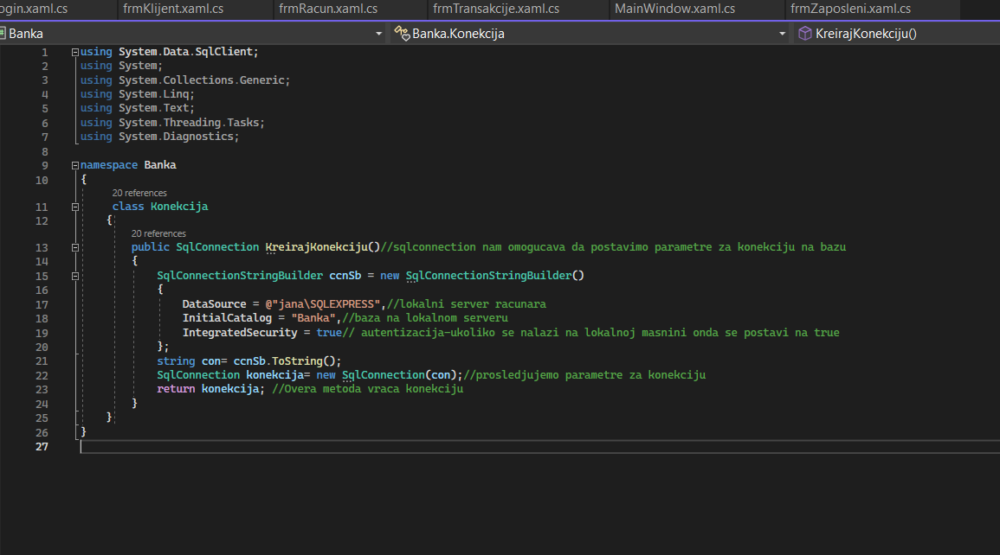 ogin.xaml.cs frmKlijent.xaml.cs frmRacun.xaml.cs frmTransakcije.xaml.cs MainWindow.xaml.cs frmZaposleni.xaml.cs
Banka Banka.Konekcija KreirajKonekciju()
1 using System.Data.SqlClient;
2 using System;
3 using System.Collections.Generic;
4 using System.Linq;
5 using System.Text;
6 using System.Threading.Tasks;
7 using System.Diagnostics;
8
9 namespace Banka
10 {
20 references
11 class Konekcija
12 {
20 references
13 public SqlConnection KreirajKonekciju()//sqlconnection nam omogucava da postavimo parametre za konekciju na bazu
14 {
15 SqlConnectionStringBuilder ccnSb = new SqlConnectionStringBuilder()
16 {
17 DataSource = @"jana\SQLEXPRESS",//lokalni server racunara
18 InitialCatalog = "Banka",//baza na lokalnom serveru
19 IntegratedSecurity = true// autentizacija-ukoliko se nalazi na lokalnoj masnini onda se postavi na true
20 };
21 string con= ccnSb.ToString();
22 SqlConnection konekcija= new SqlConnection(con);//prosledjujemo parametre za konekciju
23 return konekcija; //Overa metoda vraca konekciju
24 }
25 }
26 }
27